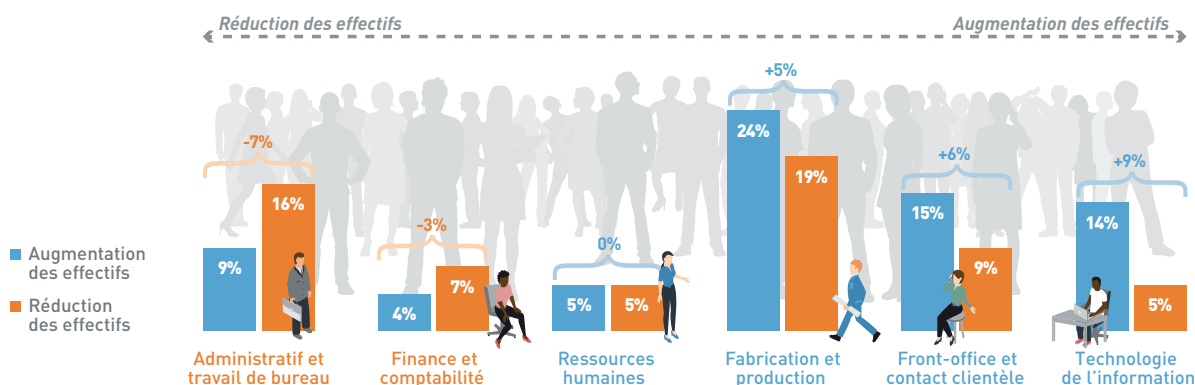 Réduction des effectifs
Augmentation des effectifs
+5%
24%
-7%
+6%
+9%
19%
16%
15%
14%
-3%
0%
Augmentation
des effectifs
9%
7%
9%
Réduction
des effectifs
4%
5%
5%
5%
Administratif et
travail de bureau
Finance et
comptabilité
Ressources
humaines
Fabrication et
production
Front-office et
contact clientèle
Technologie
de l'information